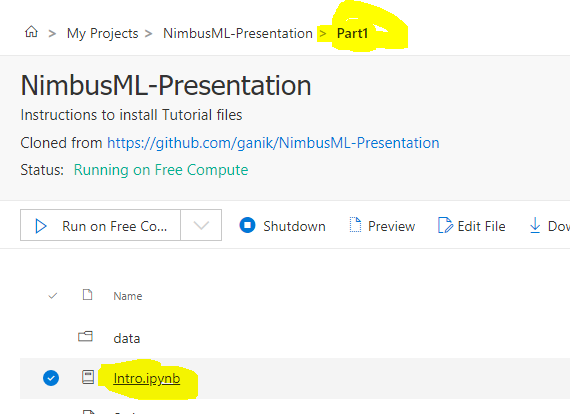 > My Projects > NimbusML-Presentation > Part1
NimbusML-Presentation
Instructions to install Tutorial files
Cloned from https://github.com/ganik/NimbusML-Presentation
Status: Running on Free Compute
Run on Free Co... Shutdown Preview Edit File Dow
Name
data
Intro.ipynb